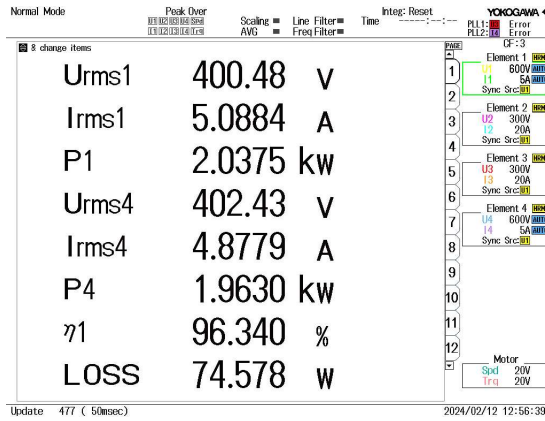 Normal Mode
Peak Over
U1 U2 U3 U4 Spd
I1 I2 I3 I4 Trq
Scaling
AVG
Line Filter
Freq Filter
Integ: Reset
Time -----:--:--
YOKOGAWA
PLL1: U3 Error
PLL2: I4 Error
8 change items
PAGE
CF:3
Urms1 400.48 V
Irms1 5.0884 A
P1 2.0375 kW
Urms4 402.43 V
Irms4 4.8779 A
P4 1.9630 kW
η1 96.340 %
LOSS 74.578 W
1
2
3
4
5
6
7
8
9
10
11
12
Element 1 HRM
U1 600V AUTO
I1 5A AUTO
Sync Src: U1
Element 2 HRM
U2 300V
I2 20A
Sync Src: U1
Element 3 HRM
U3 300V
I3 20A
Sync Src: U1
Element 4 HRM
U4 600V AUTO
I4 5A AUTO
Sync Src: U1
Motor
Spd 20V
Trq 20V
Update 477 ( 50msec)
2024/02/12 12:56:39